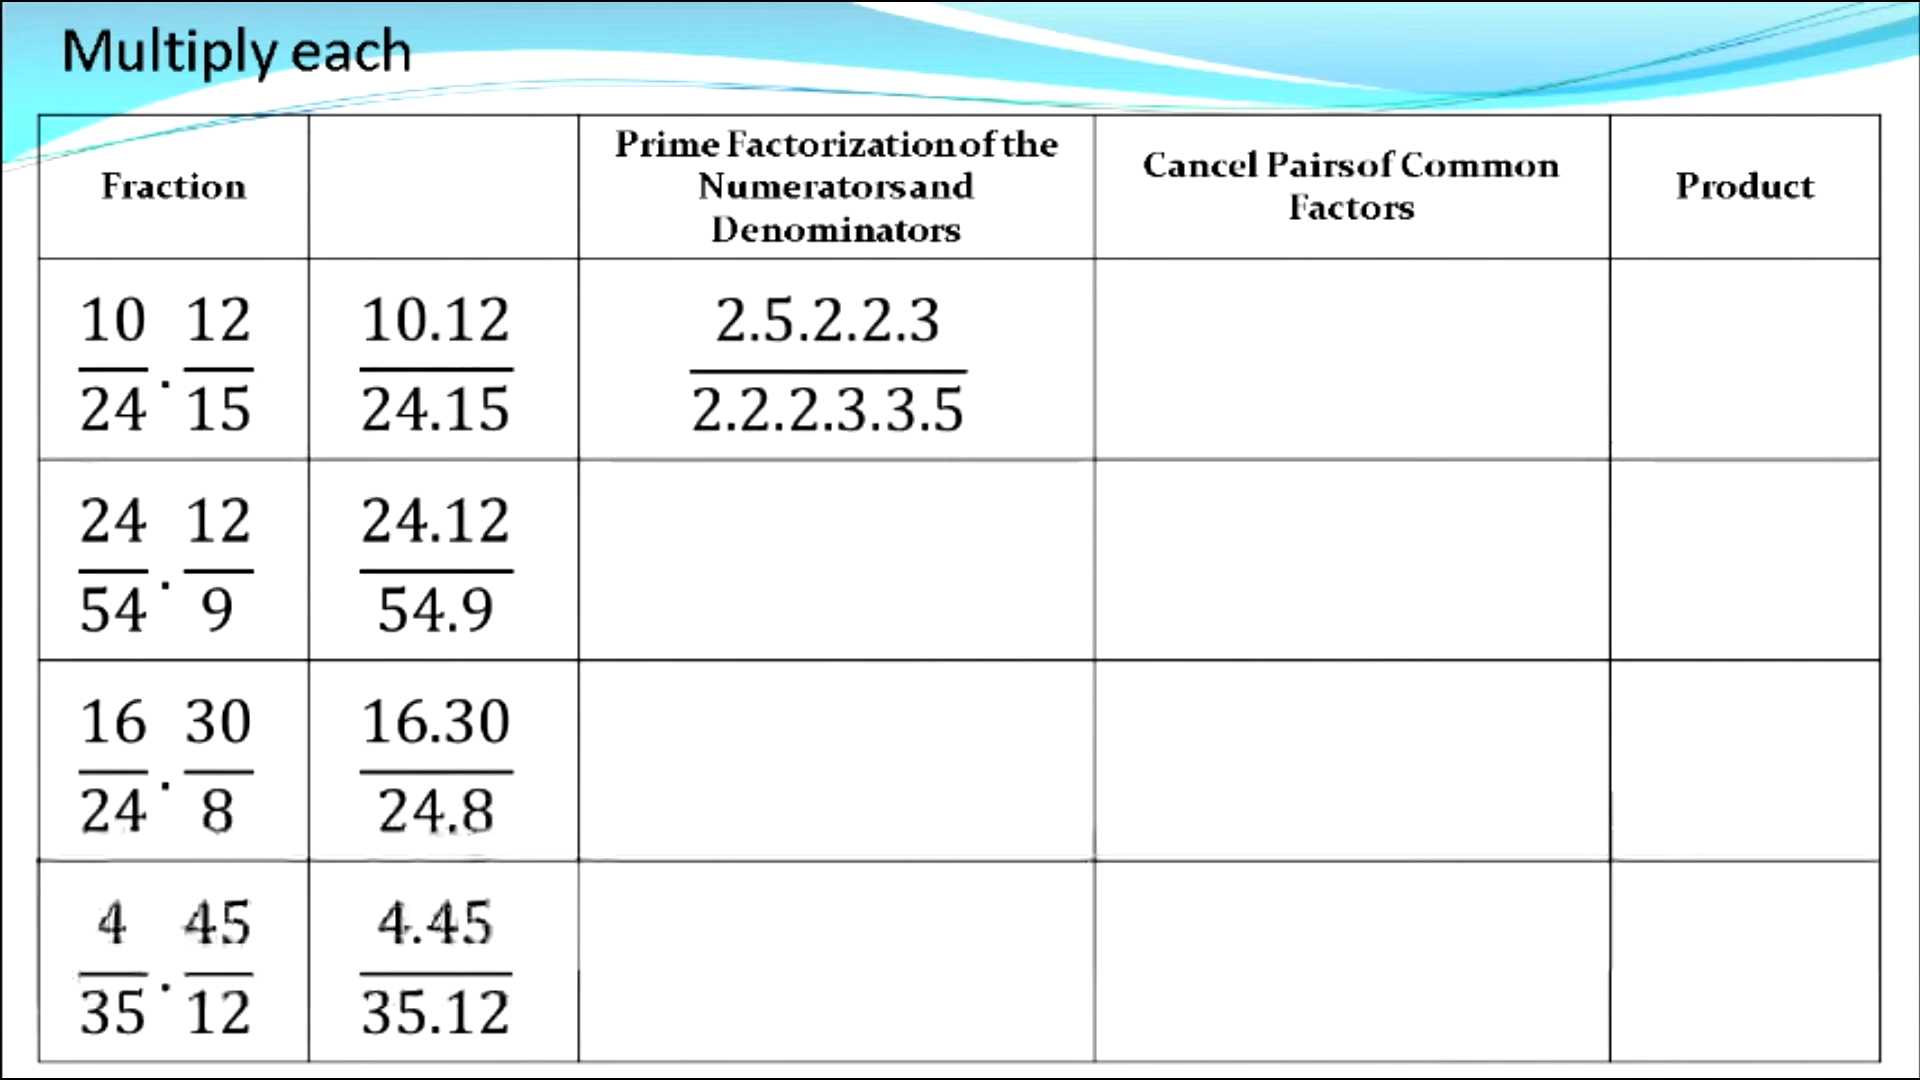 Multiply each
Fraction
Prime Factorization of the
Numerators and
Denominators
Cancel Pairs of Common
Factors
Product
10/24 . 12/15
10.12/24.15
2.5.2.2.3/2.2.2.3.3.5
24/54 . 12/9
24.12/54.9
16/24 . 30/8
16.30/24.8
4/35 . 45/12
4.45/35.12